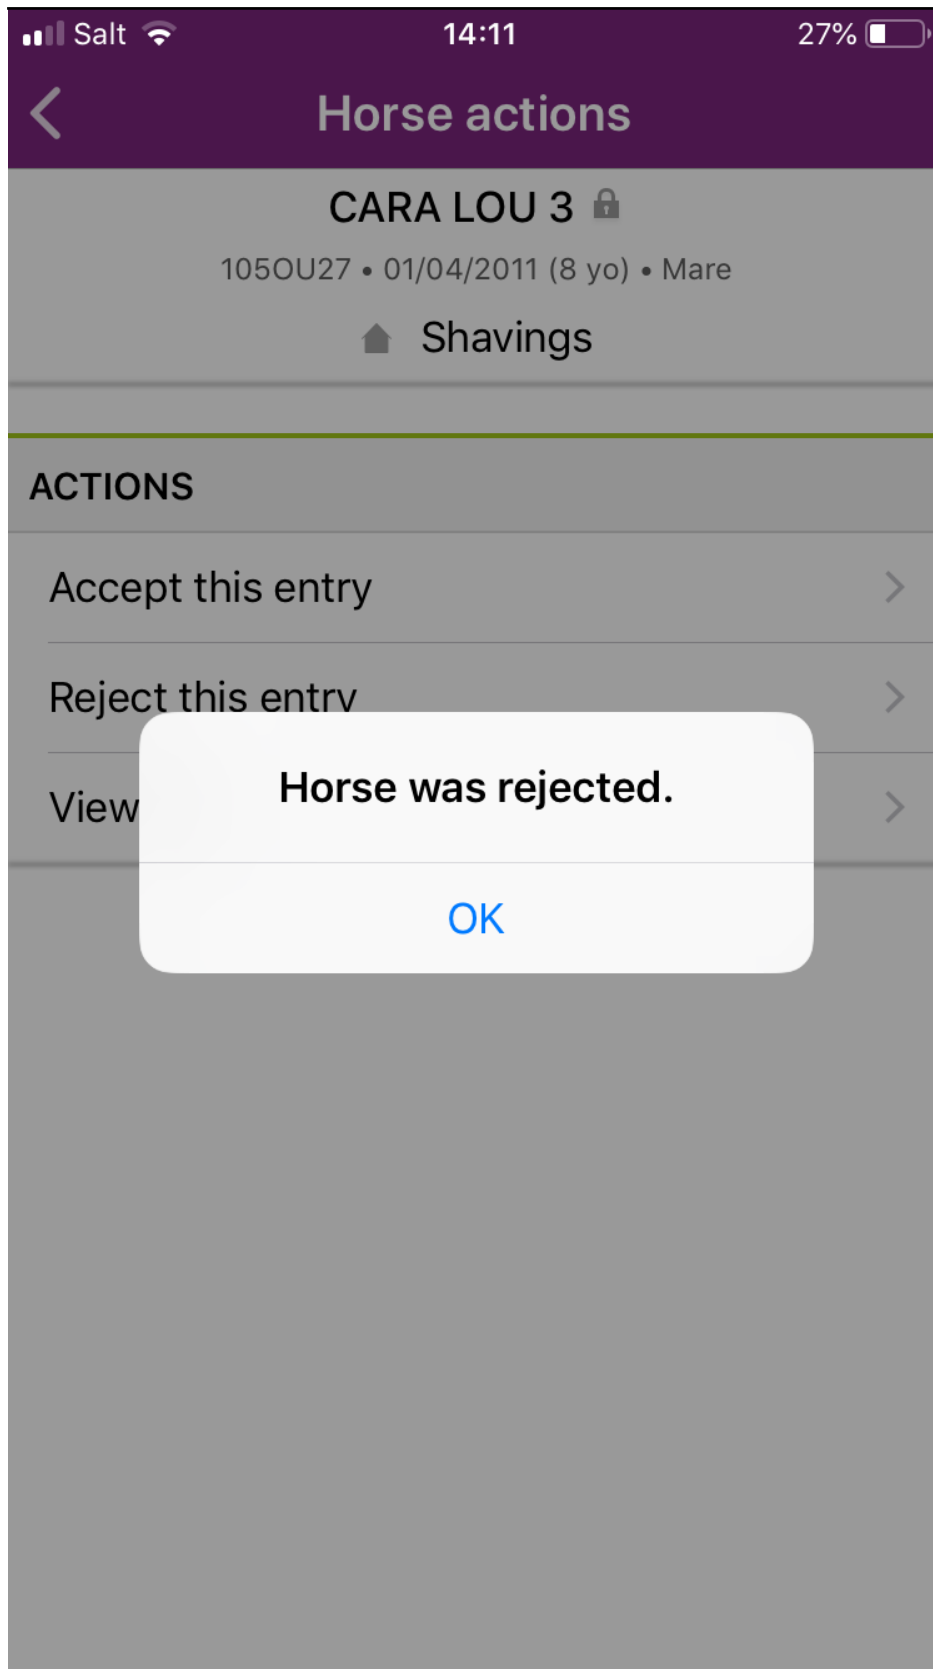 Salt 14:11 27%
Horse actions
CARA LOU 3
105OU27 • 01/04/2011 (8 yo) • Mare
Shavings
ACTIONS
Accept this entry
Reject this entry
View
Horse was rejected.
OK